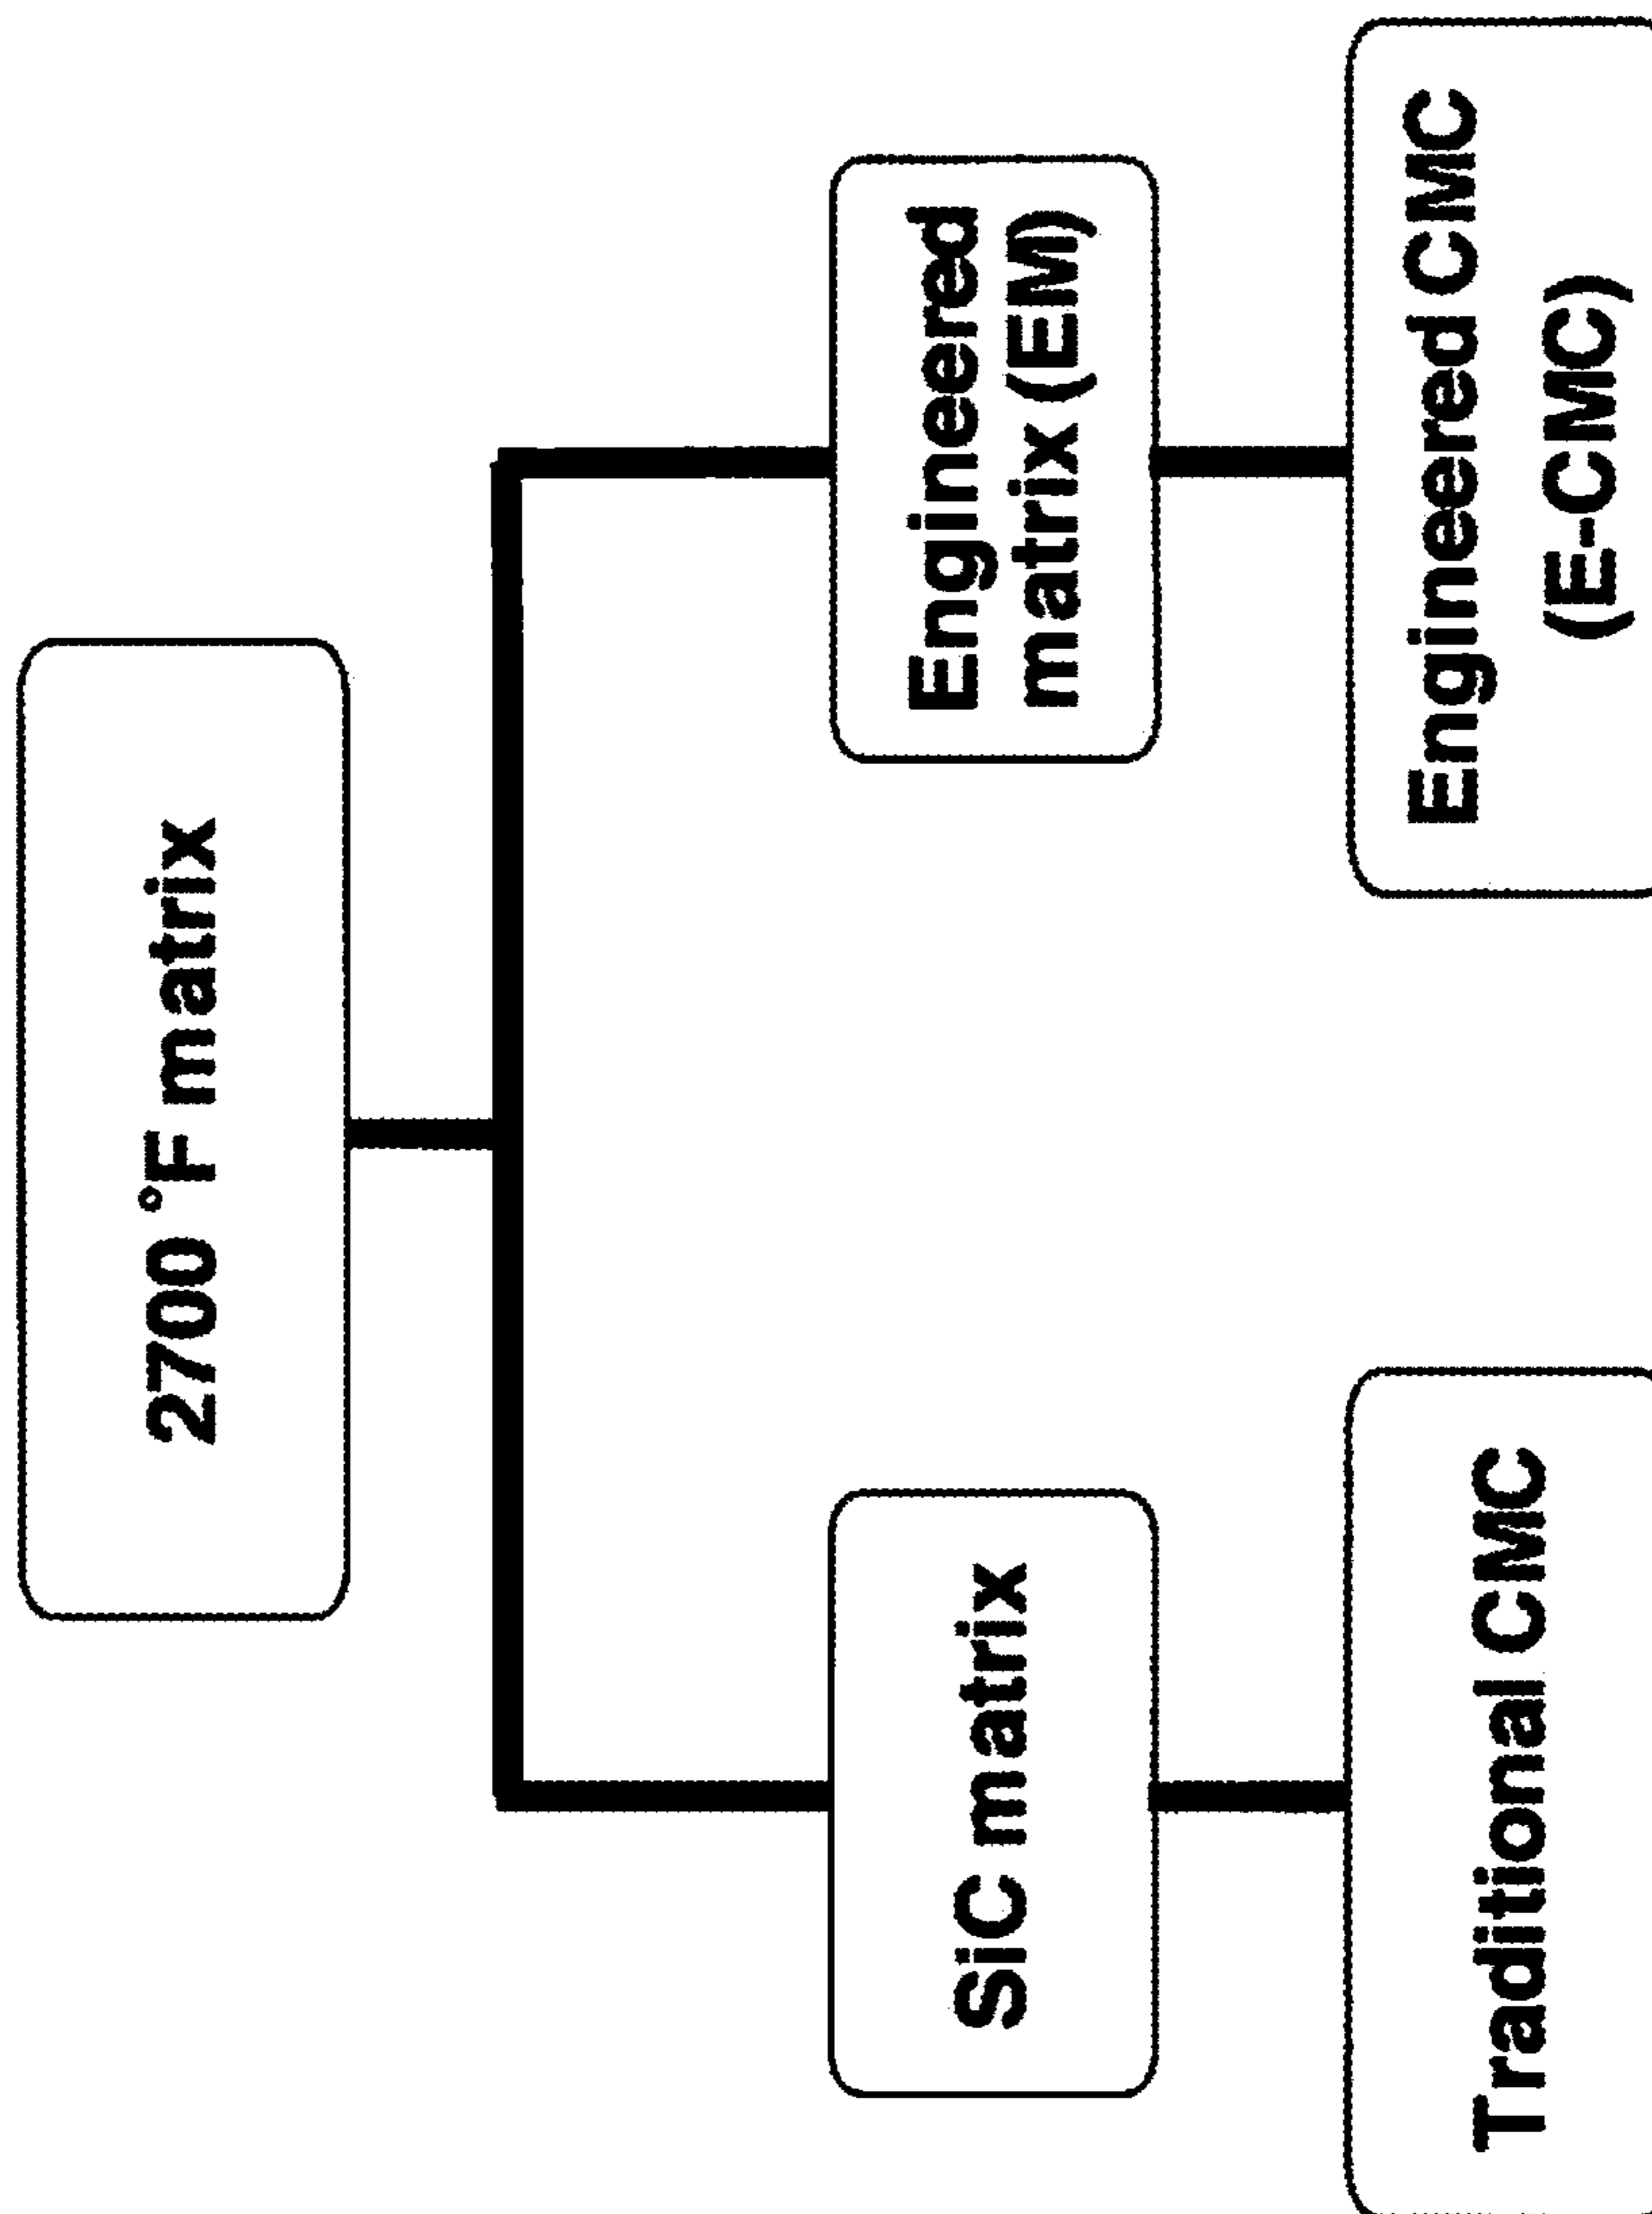 2700 °F matrix
SiC matrix
Engineered
matrix (EM)
Traditional CMC
Engineered CMC
(E-CMC)